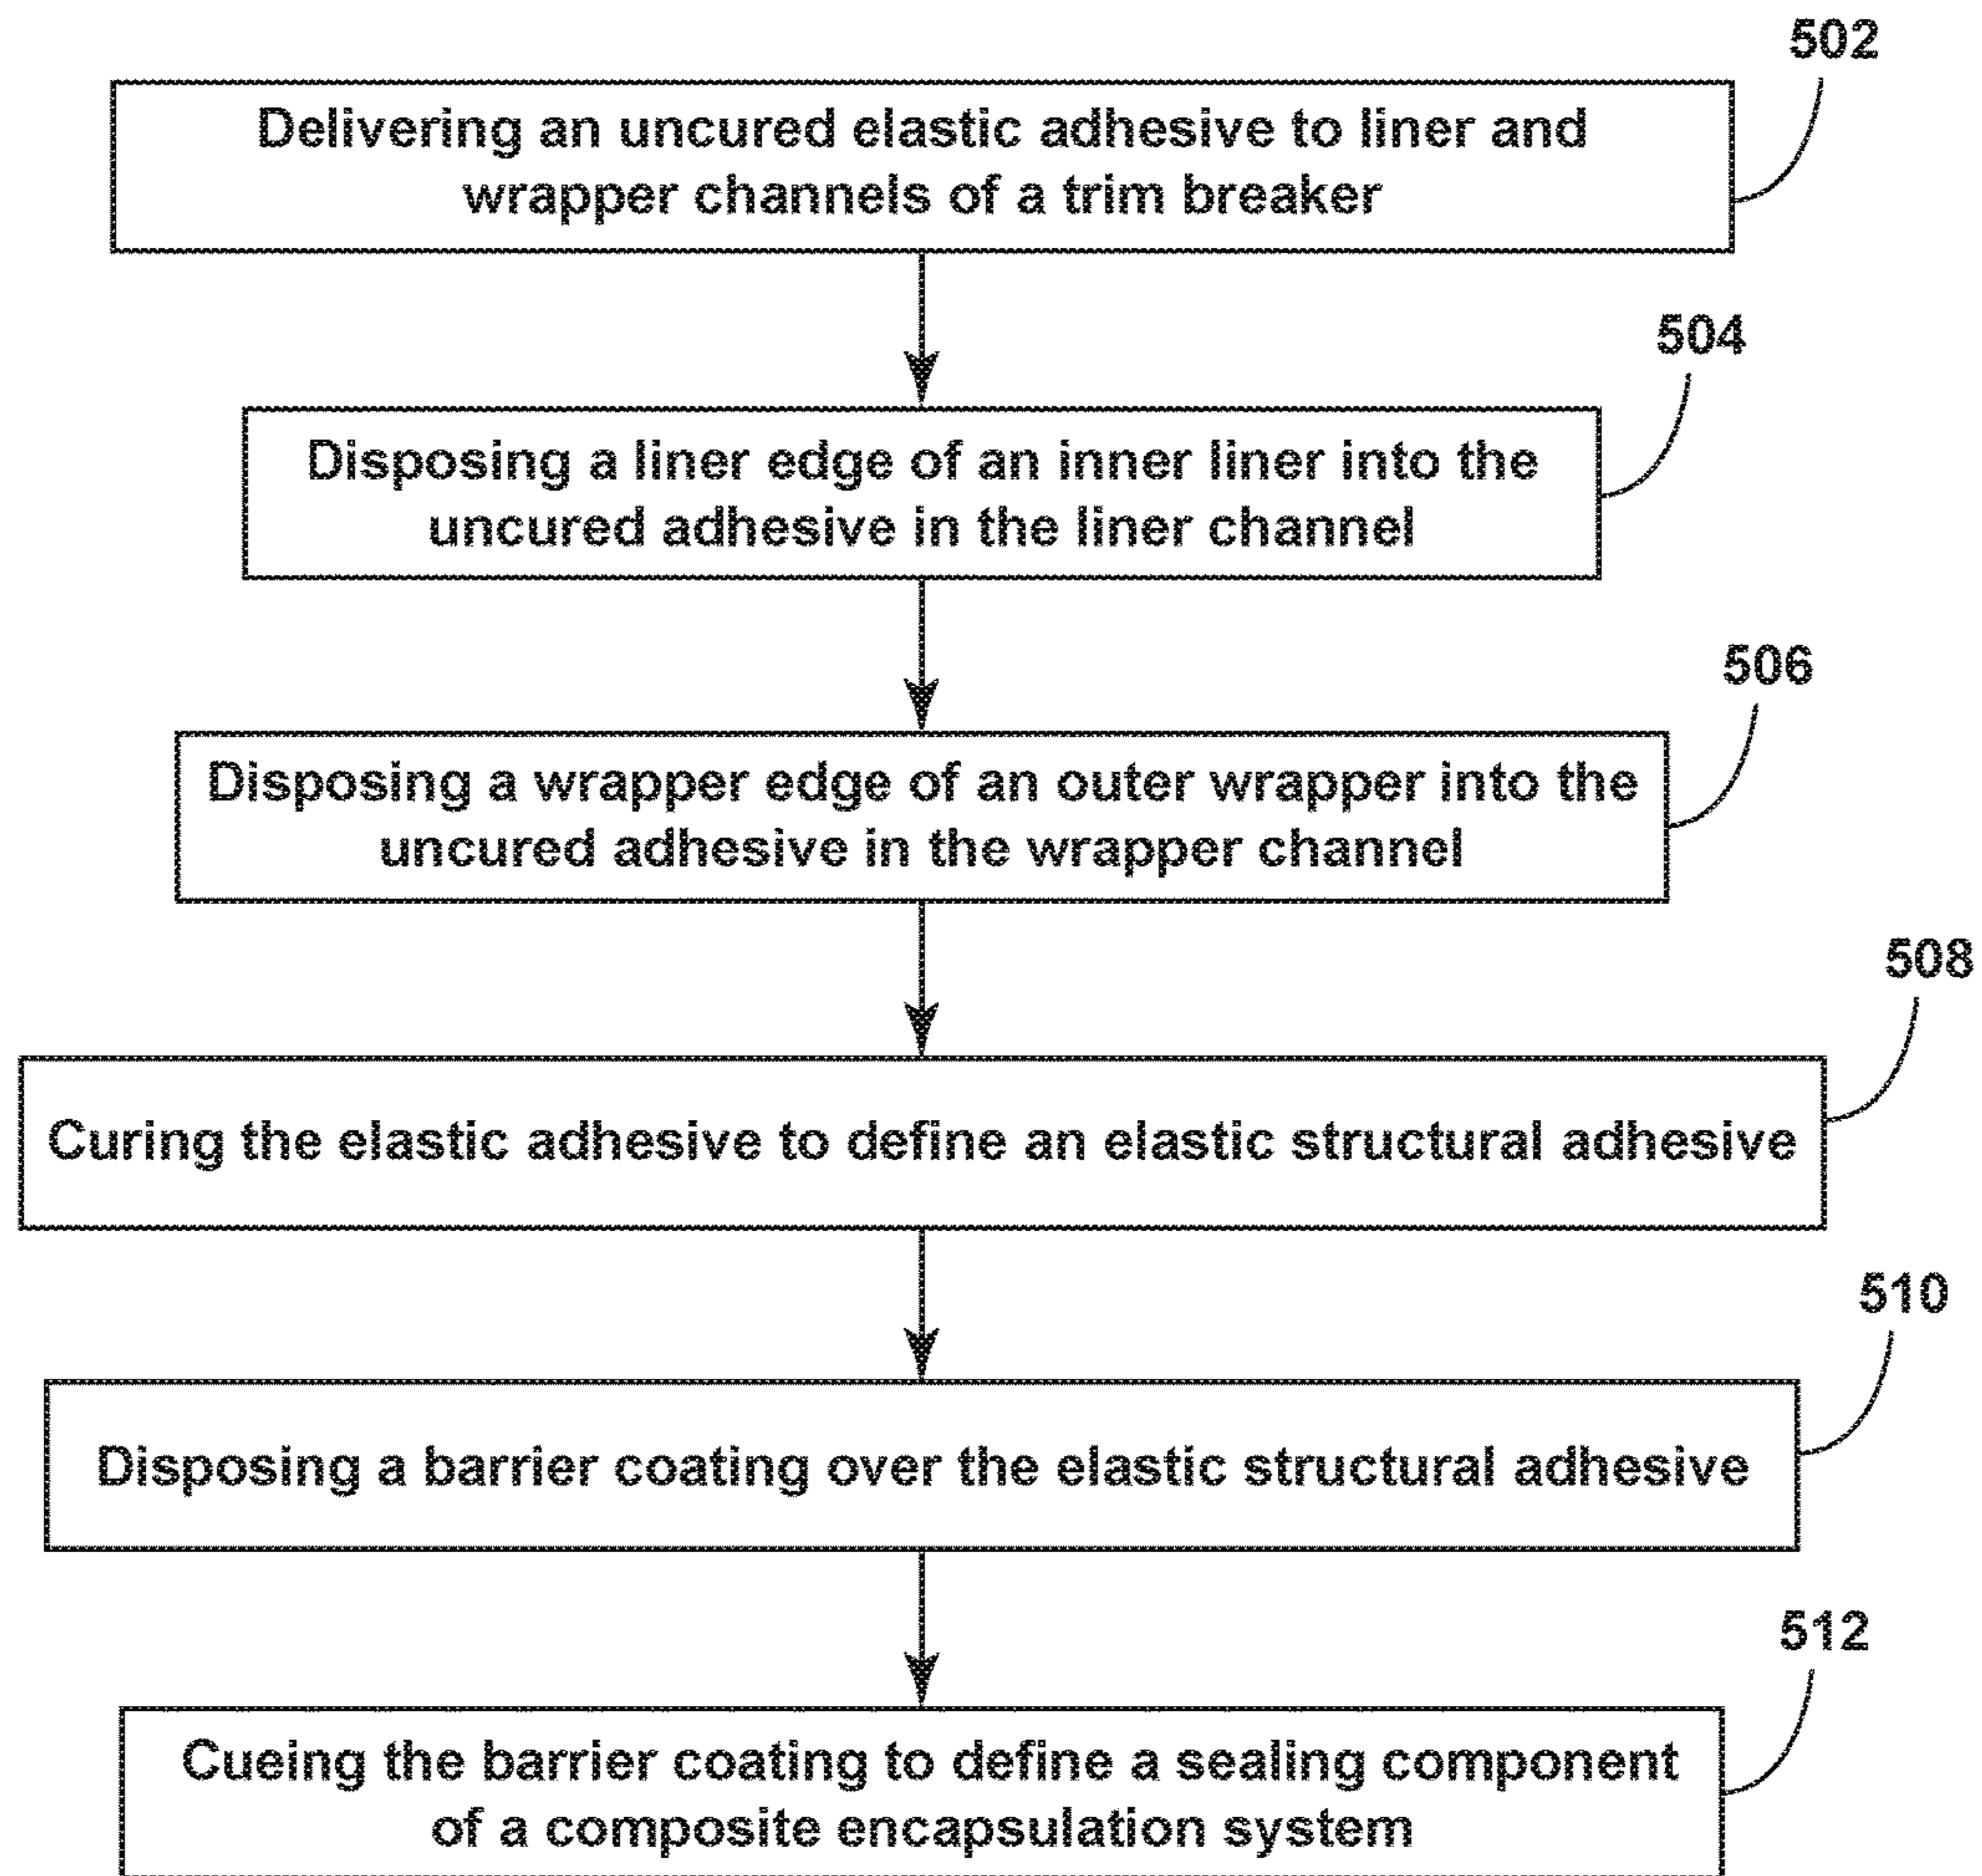 502
Delivering an uncured elastic adhesive to liner and
wrapper channels of a trim breaker
504
Disposing a liner edge of an inner liner into the
uncured adhesive in the liner channel
506
Disposing a wrapper edge of an outer wrapper into the
uncured adhesive in the wrapper channel
508
Curing the elastic adhesive to define an elastic structural adhesive
510
Disposing a barrier coating over the elastic structural adhesive
512
Cueing the barrier coating to define a sealing component
of a composite encapsulation system